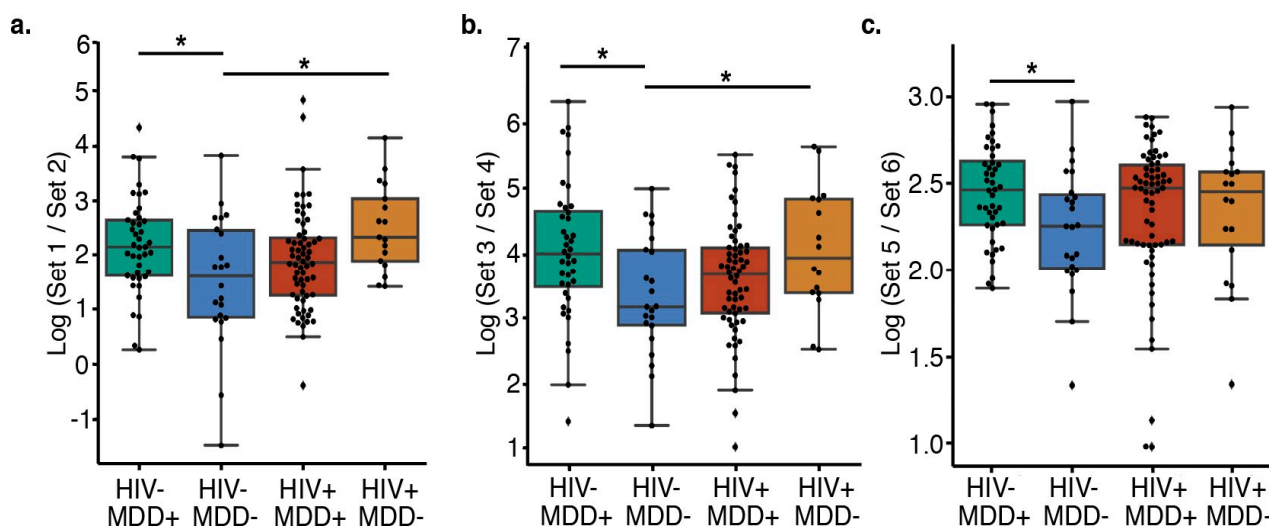 a.
Log (Set 1 / Set 2)
6
5
4
3
2
1
0
-1
*
*
HIV- HIV- HIV+ HIV+
MDD+ MDD- MDD+ MDD-
b.
Log (Set 3 / Set 4)
7
6
5
4
3
2
1
*
*
HIV- HIV- HIV+ HIV+
MDD+ MDD- MDD+ MDD-
c.
Log (Set 5 / Set 6)
3.0
2.5
2.0
1.5
1.0
*
HIV- HIV- HIV+ HIV+
MDD+ MDD- MDD+ MDD-